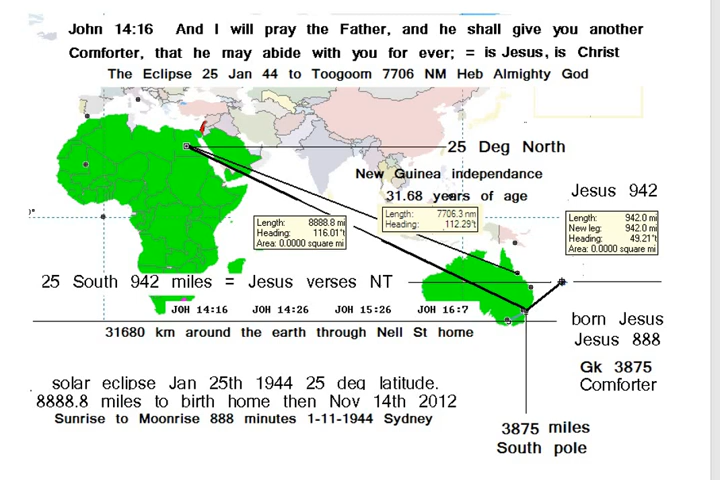 John 14:16 And I will pray the Father, and he shall give you another
Comforter, that he may abide with you for ever; = is Jesus, is Christ
The Eclipse 25 Jan 44 to Toogoom 7706 NM Heb Almighty God
25 Deg North
New Guinea independance
31.68 years of age
Jesus 942
Length: 8888.8 mi
Heading: 116.01°t
Area: 0.0000 square mi
Length: 7706.3 nm
Heading: 112.29°t
Length: 942.0 mi
New leg: 942.0 mi
Heading: 49.21°t
Area: 0.0000 square mi
25 South 942 miles = Jesus verses NT
JOH 14:16 JOH 14:26 JOH 15:26 JOH 16:7
31680 km around the earth through Nell St home
born Jesus
Jesus 888
Gk 3875
Comforter
solar eclipse Jan 25th 1944 25 deg latitude.
8888.8 miles to birth home then Nov 14th 2012
Sunrise to Moonrise 888 minutes 1-11-1944 Sydney
3875 miles
South pole